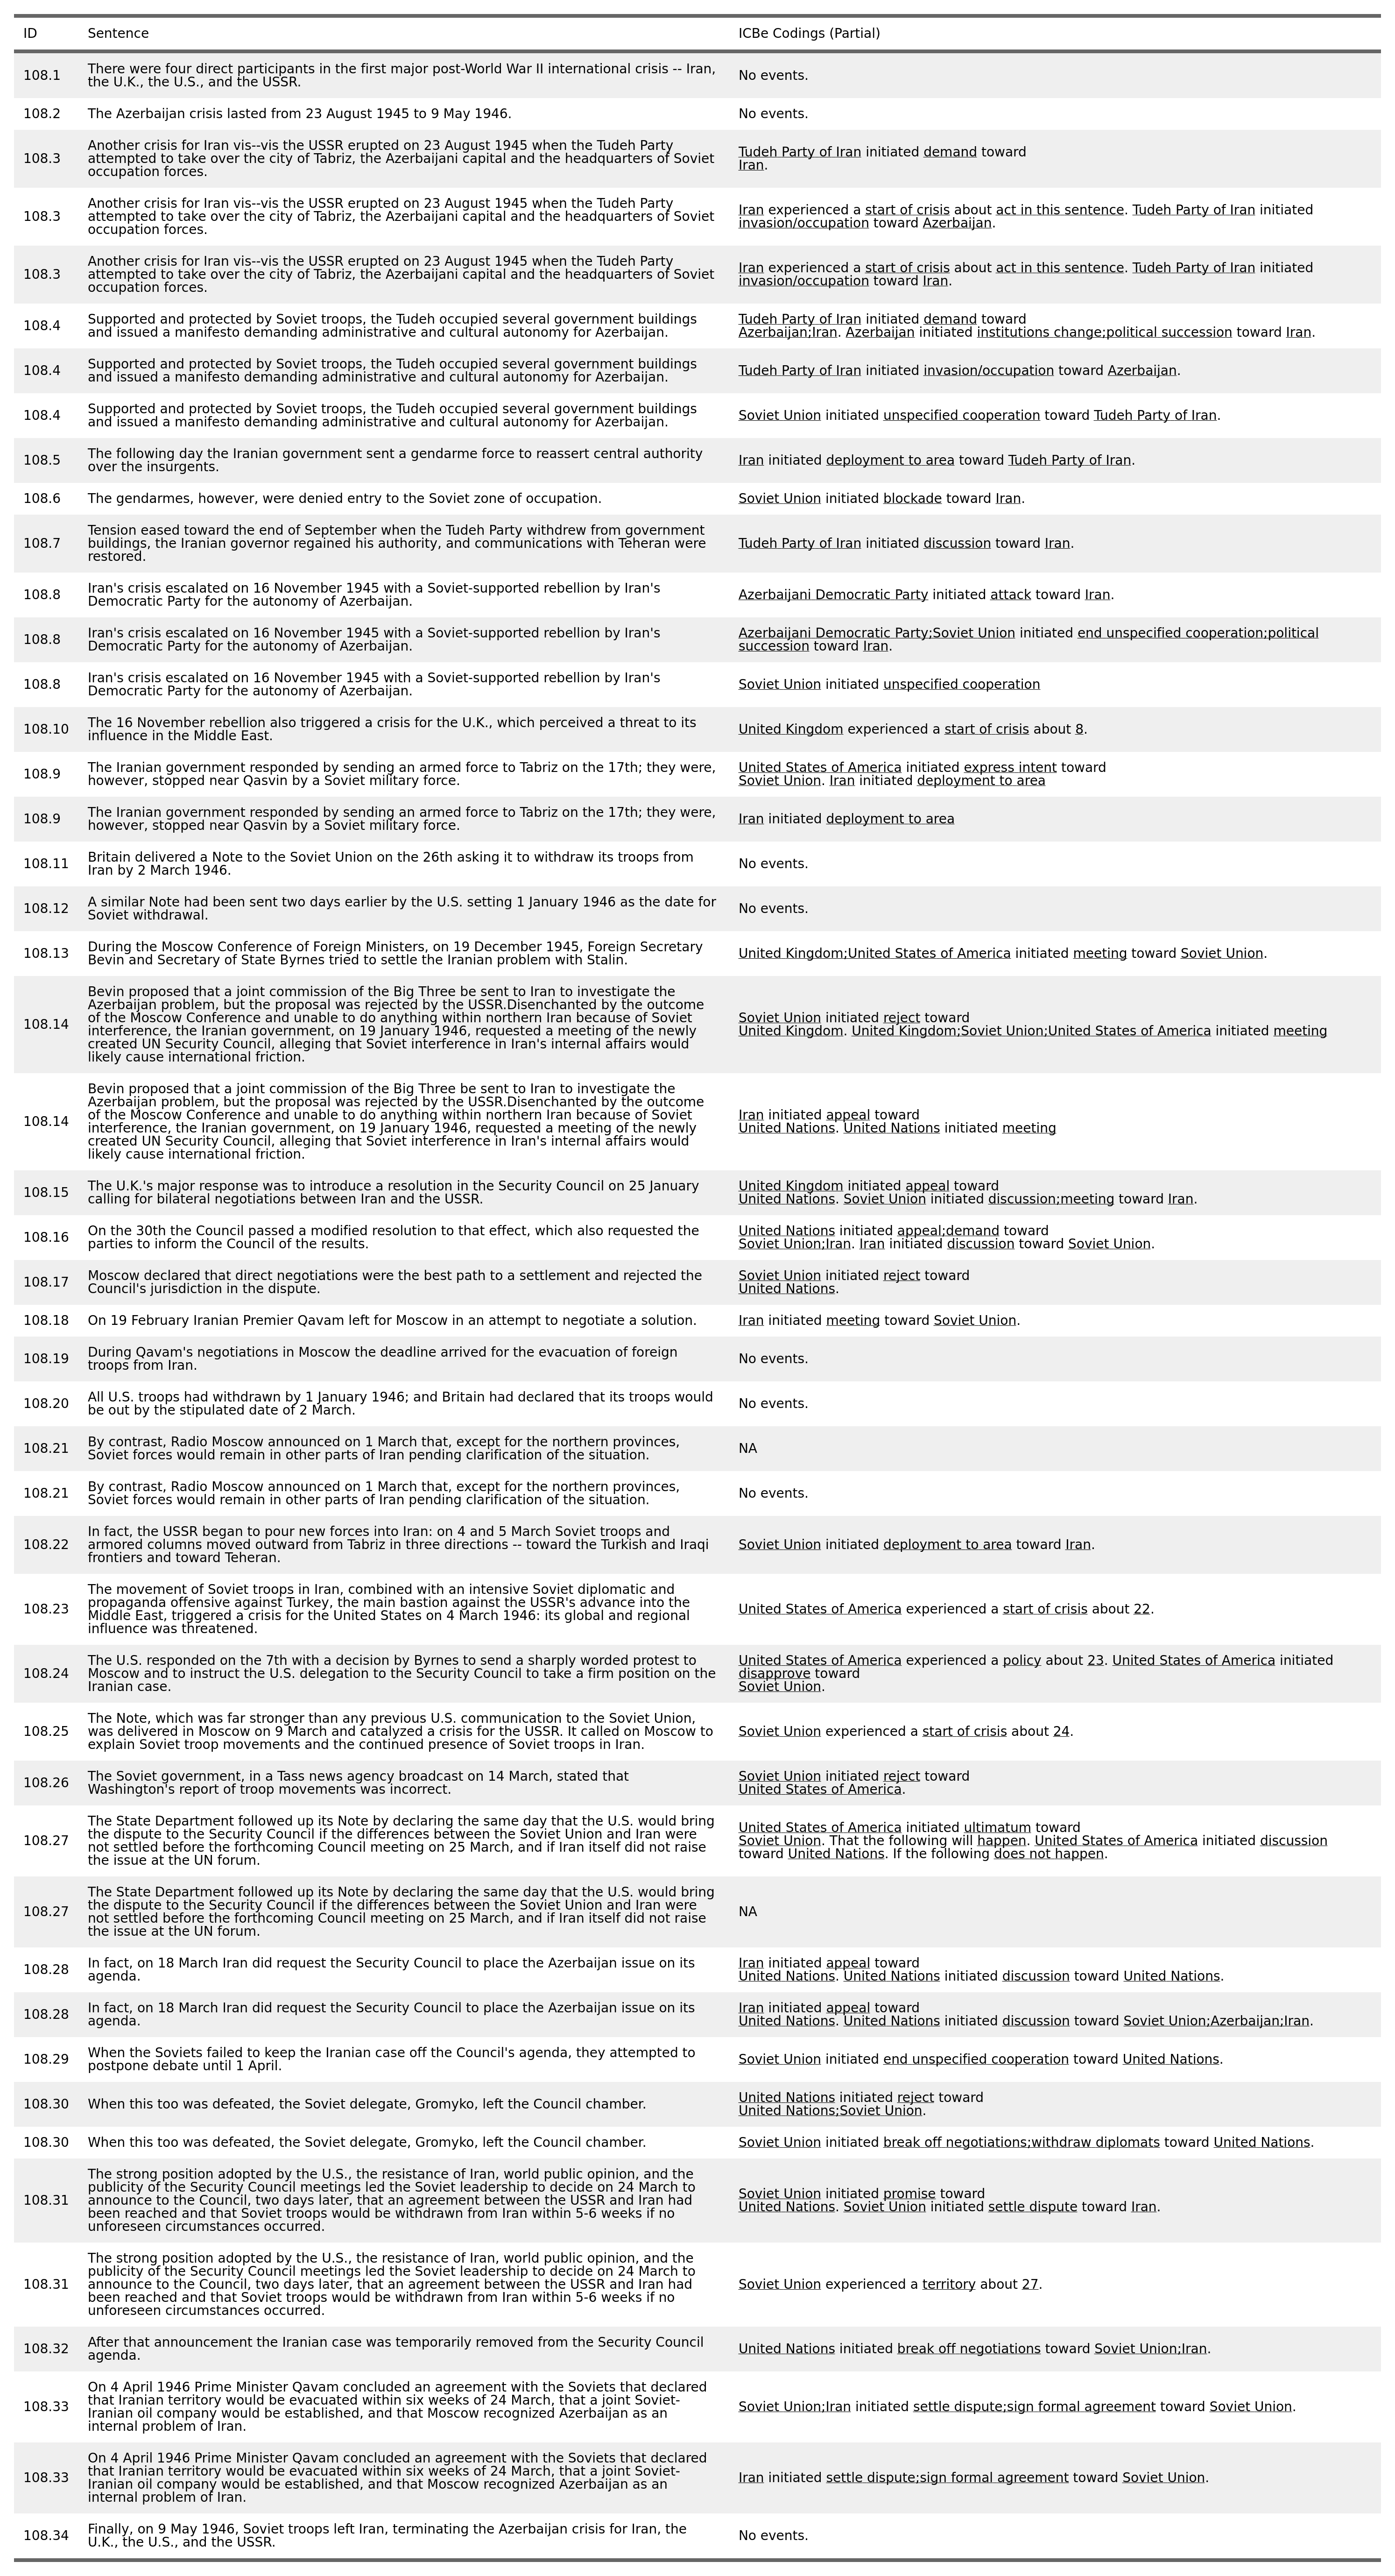 ID Sentence ICBe Codings (Partial)
108.1 There were four direct participants in the first major post-World War II international crisis -- Iran,
the U.K., the U.S., and the USSR. No events.
108.2 The Azerbaijan crisis lasted from 23 August 1945 to 9 May 1946. No events.
Another crisis for Iran vis--vis the USSR erupted on 23 August 1945 when the Tudeh Party
108.3 attempted to take over the city of Tabriz, the Azerbaijani capital and the headquarters of Soviet Tudeh Party of Iran initiated demand toward
occupation forces. Iran.
Another crisis for Iran vis--vis the USSR erupted on 23 August 1945 when the Tudeh Party
108.3 attempted to take over the city of Tabriz, the Azerbaijani capital and the headquarters of Soviet Iran experienced a start of crisis about act in this sentence. Tudeh Party of Iran initiated
occupation forces. invasion/occupation toward Azerbaijan.
Another crisis for Iran vis--vis the USSR erupted on 23 August 1945 when the Tudeh Party
108.3 attempted to take over the city of Tabriz, the Azerbaijani capital and the headquarters of Soviet Iran experienced a start of crisis about act in this sentence. Tudeh Party of Iran initiated
occupation forces. invasion/occupation toward Iran.
108.4 Supported and protected by Soviet troops, the Tudeh occupied several government buildings Tudeh Party of Iran initiated demand toward
and issued a manifesto demanding administrative and cultural autonomy for Azerbaijan. Azerbaijan;Iran. Azerbaijan initiated institutions change;political succession toward Iran.
108.4 Supported and protected by Soviet troops, the Tudeh occupied several government buildings
and issued a manifesto demanding administrative and cultural autonomy for Azerbaijan. Tudeh Party of Iran initiated invasion/occupation toward Azerbaijan.
108.4 Supported and protected by Soviet troops, the Tudeh occupied several government buildings
and issued a manifesto demanding administrative and cultural autonomy for Azerbaijan. Soviet Union initiated unspecified cooperation toward Tudeh Party of Iran.
108.5 The following day the Iranian government sent a gendarme force to reassert central authority
over the insurgents. Iran initiated deployment to area toward Tudeh Party of Iran.
108.6 The gendarmes, however, were denied entry to the Soviet zone of occupation. Soviet Union initiated blockade toward Iran.
Tension eased toward the end of September when the Tudeh Party withdrew from government
108.7 buildings, the Iranian governor regained his authority, and communications with Teheran were Tudeh Party of Iran initiated discussion toward Iran.
restored.
108.8 Iran's crisis escalated on 16 November 1945 with a Soviet-supported rebellion by Iran's
Democratic Party for the autonomy of Azerbaijan. Azerbaijani Democratic Party initiated attack toward Iran.
108.8 Iran's crisis escalated on 16 November 1945 with a Soviet-supported rebellion by Iran's Azerbaijani Democratic Party;Soviet Union initiated end unspecified cooperation;political
Democratic Party for the autonomy of Azerbaijan. succession toward Iran.
108.8 Iran's crisis escalated on 16 November 1945 with a Soviet-supported rebellion by Iran's
Democratic Party for the autonomy of Azerbaijan. Soviet Union initiated unspecified cooperation
108.10 The 16 November rebellion also triggered a crisis for the U.K., which perceived a threat to its
influence in the Middle East. United Kingdom experienced a start of crisis about 8.
108.9 The Iranian government responded by sending an armed force to Tabriz on the 17th; they were, United States of America initiated express intent toward
however, stopped near Qasvin by a Soviet military force. Soviet Union. Iran initiated deployment to area
108.9 The Iranian government responded by sending an armed force to Tabriz on the 17th; they were,
however, stopped near Qasvin by a Soviet military force. Iran initiated deployment to area
108.11 Britain delivered a Note to the Soviet Union on the 26th asking it to withdraw its troops from
Iran by 2 March 1946. No events.
108.12 A similar Note had been sent two days earlier by the U.S. setting 1 January 1946 as the date for
Soviet withdrawal. No events.
108.13 During the Moscow Conference of Foreign Ministers, on 19 December 1945, Foreign Secretary
Bevin and Secretary of State Byrnes tried to settle the Iranian problem with Stalin. United Kingdom;United States of America initiated meeting toward Soviet Union.
Bevin proposed that a joint commission of the Big Three be sent to Iran to investigate the
Azerbaijan problem, but the proposal was rejected by the USSR.Disenchanted by the outcome
108.14 of the Moscow Conference and unable to do anything within northern Iran because of Soviet Soviet Union initiated reject toward
interference, the Iranian government, on 19 January 1946, requested a meeting of the newly United Kingdom. United Kingdom;Soviet Union;United States of America initiated meeting
created UN Security Council, alleging that Soviet interference in Iran's internal affairs would
likely cause international friction.
Bevin proposed that a joint commission of the Big Three be sent to Iran to investigate the
Azerbaijan problem, but the proposal was rejected by the USSR.Disenchanted by the outcome
108.14 of the Moscow Conference and unable to do anything within northern Iran because of Soviet Iran initiated appeal toward
interference, the Iranian government, on 19 January 1946, requested a meeting of the newly United Nations. United Nations initiated meeting
created UN Security Council, alleging that Soviet interference in Iran's internal affairs would
likely cause international friction.
108.15 The U.K.'s major response was to introduce a resolution in the Security Council on 25 January United Kingdom initiated appeal toward
calling for bilateral negotiations between Iran and the USSR. United Nations. Soviet Union initiated discussion;meeting toward Iran.
108.16 On the 30th the Council passed a modified resolution to that effect, which also requested the United Nations initiated appeal;demand toward
parties to inform the Council of the results. Soviet Union;Iran. Iran initiated discussion toward Soviet Union.
108.17 Moscow declared that direct negotiations were the best path to a settlement and rejected the Soviet Union initiated reject toward
Council's jurisdiction in the dispute. United Nations.
108.18 On 19 February Iranian Premier Qavam left for Moscow in an attempt to negotiate a solution. Iran initiated meeting toward Soviet Union.
108.19 During Qavam's negotiations in Moscow the deadline arrived for the evacuation of foreign
troops from Iran. No events.
108.20 All U.S. troops had withdrawn by 1 January 1946; and Britain had declared that its troops would
be out by the stipulated date of 2 March. No events.
108.21 By contrast, Radio Moscow announced on 1 March that, except for the northern provinces,
Soviet forces would remain in other parts of Iran pending clarification of the situation. NA
108.21 By contrast, Radio Moscow announced on 1 March that, except for the northern provinces,
Soviet forces would remain in other parts of Iran pending clarification of the situation. No events.
In fact, the USSR began to pour new forces into Iran: on 4 and 5 March Soviet troops and
108.22 armored columns moved outward from Tabriz in three directions -- toward the Turkish and Iraqi Soviet Union initiated deployment to area toward Iran.
frontiers and toward Teheran.
The movement of Soviet troops in Iran, combined with an intensive Soviet diplomatic and
108.23 propaganda offensive against Turkey, the main bastion against the USSR's advance into the
Middle East, triggered a crisis for the United States on 4 March 1946: its global and regional United States of America experienced a start of crisis about 22.
influence was threatened.
The U.S. responded on the 7th with a decision by Byrnes to send a sharply worded protest to United States of America experienced a policy about 23. United States of America initiated
108.24 Moscow and to instruct the U.S. delegation to the Security Council to take a firm position on the disapprove toward
Iranian case. Soviet Union.
The Note, which was far stronger than any previous U.S. communication to the Soviet Union,
108.25 was delivered in Moscow on 9 March and catalyzed a crisis for the USSR. It called on Moscow to Soviet Union experienced a start of crisis about 24.
explain Soviet troop movements and the continued presence of Soviet troops in Iran.
108.26 The Soviet government, in a Tass news agency broadcast on 14 March, stated that Soviet Union initiated reject toward
Washington's report of troop movements was incorrect. United States of America.
The State Department followed up its Note by declaring the same day that the U.S. would bring United States of America initiated ultimatum toward
108.27 the dispute to the Security Council if the differences between the Soviet Union and Iran were Soviet Union. That the following will happen. United States of America initiated discussion
not settled before the forthcoming Council meeting on 25 March, and if Iran itself did not raise toward United Nations. If the following does not happen.
the issue at the UN forum.
The State Department followed up its Note by declaring the same day that the U.S. would bring
108.27 the dispute to the Security Council if the differences between the Soviet Union and Iran were NA
not settled before the forthcoming Council meeting on 25 March, and if Iran itself did not raise
the issue at the UN forum.
108.28 In fact, on 18 March Iran did request the Security Council to place the Azerbaijan issue on its Iran initiated appeal toward
agenda. United Nations. United Nations initiated discussion toward United Nations.
108.28 In fact, on 18 March Iran did request the Security Council to place the Azerbaijan issue on its Iran initiated appeal toward
agenda. United Nations. United Nations initiated discussion toward Soviet Union;Azerbaijan;Iran.
108.29 When the Soviets failed to keep the Iranian case off the Council's agenda, they attempted to
postpone debate until 1 April. Soviet Union initiated end unspecified cooperation toward United Nations.
108.30 When this too was defeated, the Soviet delegate, Gromyko, left the Council chamber. United Nations initiated reject toward
United Nations;Soviet Union.
108.30 When this too was defeated, the Soviet delegate, Gromyko, left the Council chamber. Soviet Union initiated break off negotiations;withdraw diplomats toward United Nations.
The strong position adopted by the U.S., the resistance of Iran, world public opinion, and the
publicity of the Security Council meetings led the Soviet leadership to decide on 24 March to Soviet Union initiated promise toward
108.31 announce to the Council, two days later, that an agreement between the USSR and Iran had United Nations. Soviet Union initiated settle dispute toward Iran.
been reached and that Soviet troops would be withdrawn from Iran within 5-6 weeks if no
unforeseen circumstances occurred.
The strong position adopted by the U.S., the resistance of Iran, world public opinion, and the
publicity of the Security Council meetings led the Soviet leadership to decide on 24 March to
108.31 announce to the Council, two days later, that an agreement between the USSR and Iran had Soviet Union experienced a territory about 27.
been reached and that Soviet troops would be withdrawn from Iran within 5-6 weeks if no
unforeseen circumstances occurred.
108.32 After that announcement the Iranian case was temporarily removed from the Security Council
agenda. United Nations initiated break off negotiations toward Soviet Union;Iran.
On 4 April 1946 Prime Minister Qavam concluded an agreement with the Soviets that declared
108.33 that Iranian territory would be evacuated within six weeks of 24 March, that a joint Soviet-
Iranian oil company would be established, and that Moscow recognized Azerbaijan as an Soviet Union;Iran initiated settle dispute;sign formal agreement toward Soviet Union.
internal problem of Iran.
On 4 April 1946 Prime Minister Qavam concluded an agreement with the Soviets that declared
108.33 that Iranian territory would be evacuated within six weeks of 24 March, that a joint Soviet-
Iranian oil company would be established, and that Moscow recognized Azerbaijan as an Iran initiated settle dispute;sign formal agreement toward Soviet Union.
internal problem of Iran.
108.34 Finally, on 9 May 1946, Soviet troops left Iran, terminating the Azerbaijan crisis for Iran, the
U.K., the U.S., and the USSR. No events.